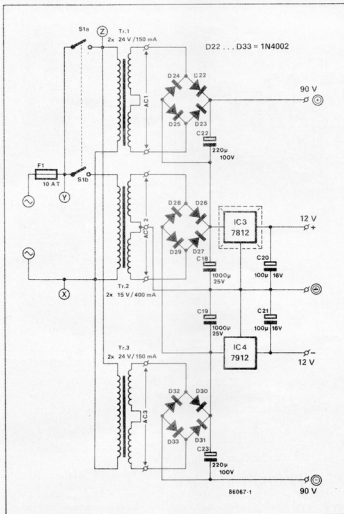 S1a
Z
Tr.1
2x 24 V/150 mA
D22 . . . D33 = 1N4002
D24
D22
AC1
D25
D23
90 V
C22
220µ
100V
F1
10 A T
S1b
Y
D28
D26
IC3
7812
12 V
+
2
D29
D27
C18
1000µ
25V
C20
100µ 16V
X
Tr.2
2x 15 V/400 mA
C19
1000µ
25V
C21
100µ 16V
IC4
7912
−
12 V
Tr.3
2x 24 V/150 mA
D32
D30
AC3
D33
D31
C23
220µ
100V
86067-1
90 V